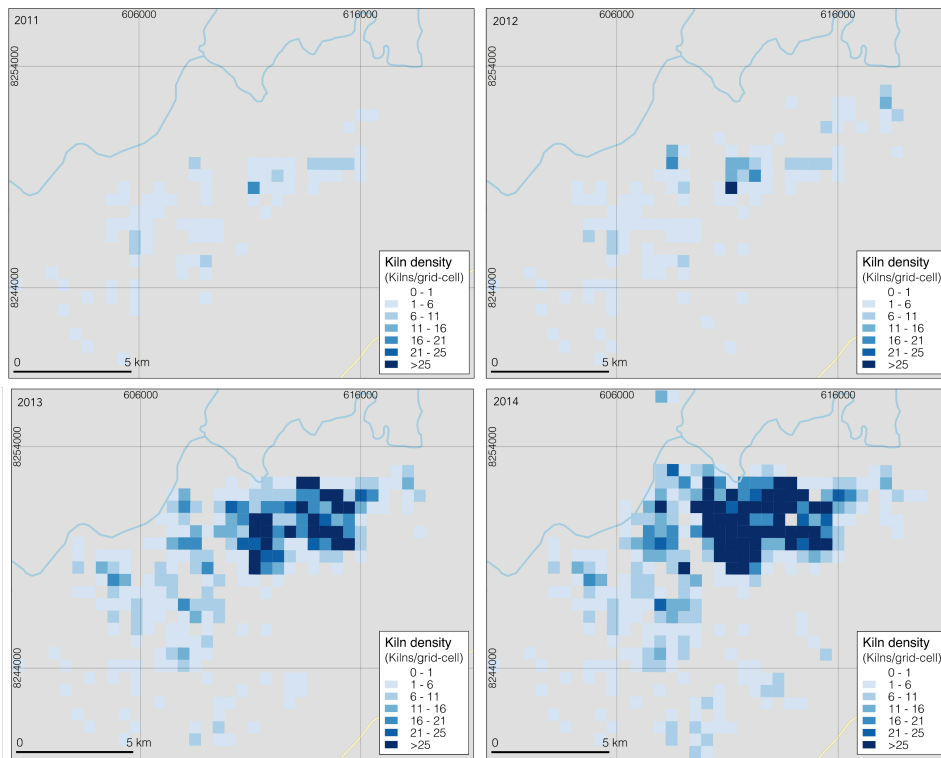 2011
606000
616000
8254000
8244000
Kiln density
(Kilns/grid-cell)
0 - 1
1 - 6
6 - 11
11 - 16
16 - 21
21 - 25
>25
0
5 km
2012
606000
616000
8254000
8244000
Kiln density
(Kilns/grid-cell)
0 - 1
1 - 6
6 - 11
11 - 16
16 - 21
21 - 25
>25
0
5 km
2013
606000
616000
8254000
8244000
Kiln density
(Kilns/grid-cell)
0 - 1
1 - 6
6 - 11
11 - 16
16 - 21
21 - 25
>25
0
5 km
2014
606000
616000
8254000
8244000
Kiln density
(Kilns/grid-cell)
0 - 1
1 - 6
6 - 11
11 - 16
16 - 21
21 - 25
>25
0
5 km